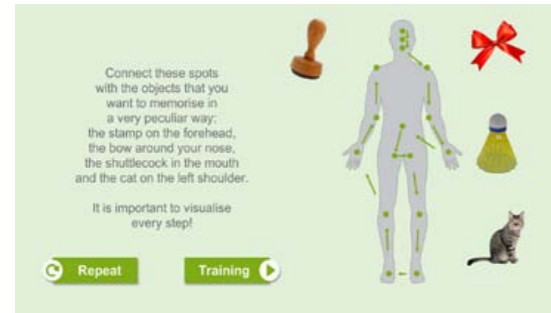 Connect these spots
with the objects that you
want to memorise in
a very peculiar way:
the stamp on the forehead,
the bow around your nose,
the shuttlecock in the mouth
and the cat on the left shoulder.
It is important to visualise
every step!
Repeat
Training